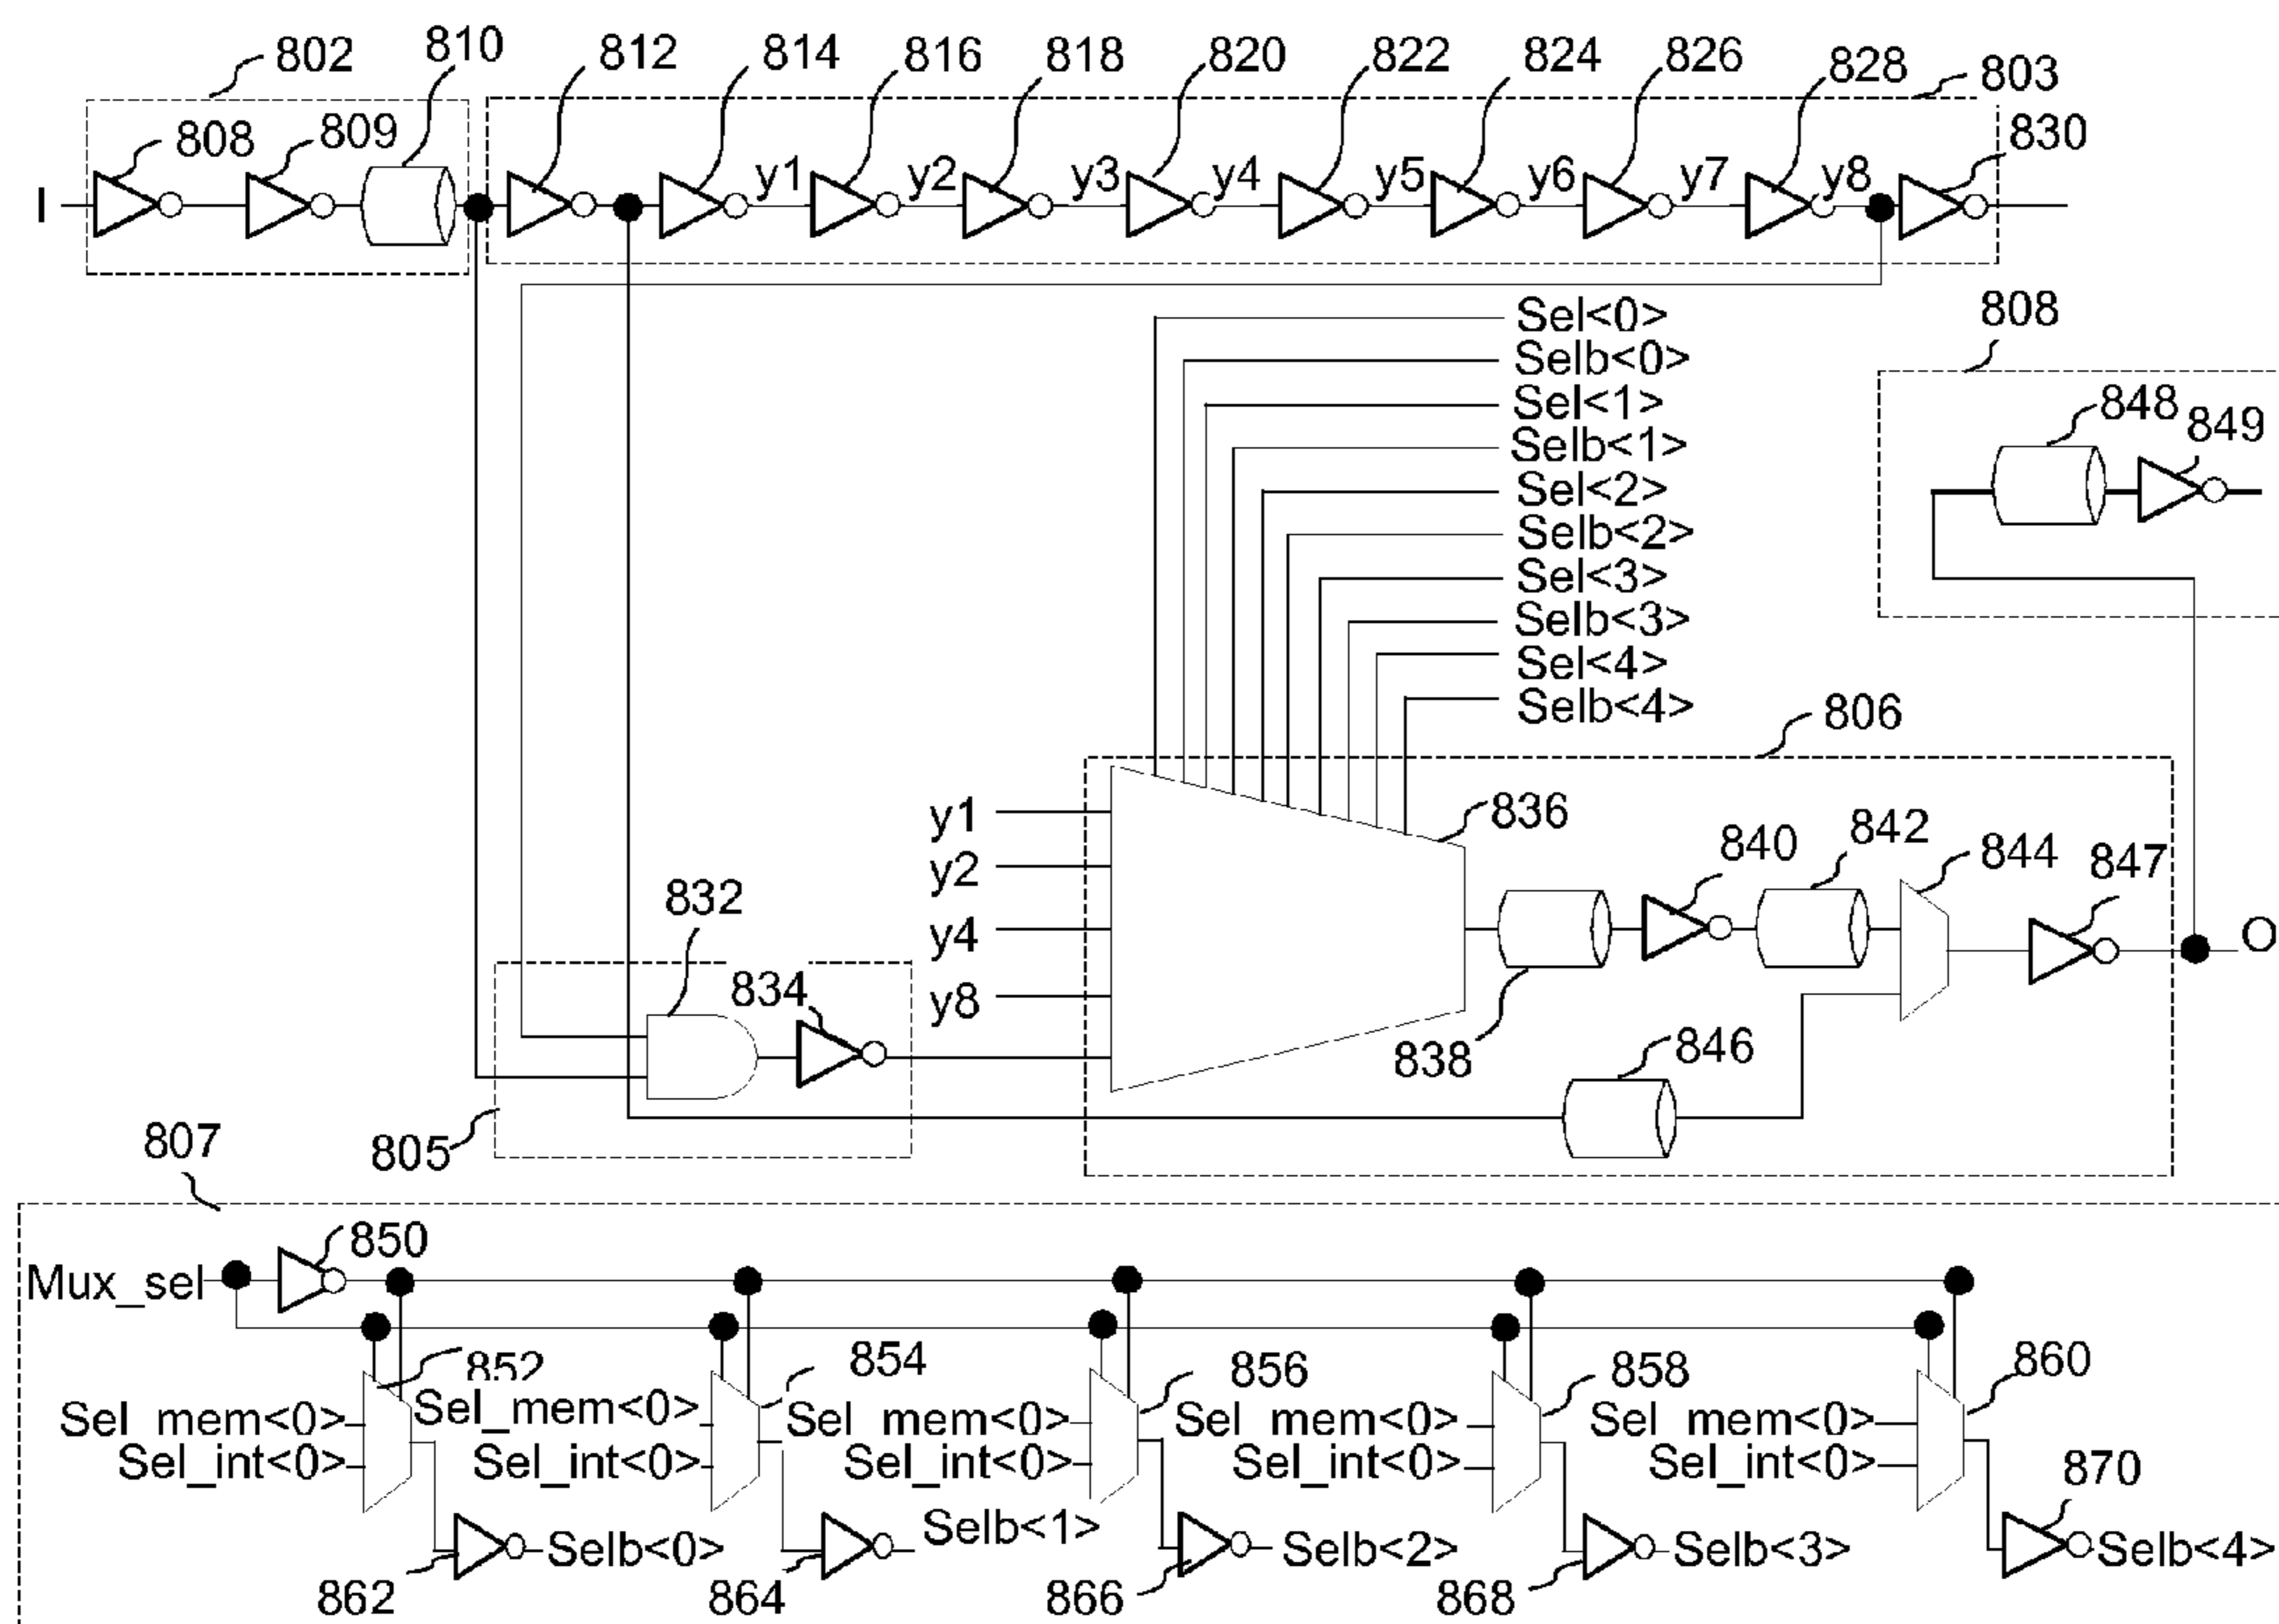 802
810
812
814
816
818
820
822
824
826
828
803
808
809
830
I
y1
y2
y3
y4
y5
y6
y7
y8
Sel<0>
Selb<0>
Sel<1>
Selb<1>
Sel<2>
Selb<2>
Sel<3>
Selb<3>
Sel<4>
Selb<4>
808
848
849
806
y1
y2
y4
y8
836
840
842
844
847
O
832
834
838
846
805
807
Mux_sel
850
852
854
856
858
860
Sel_mem<0>
Sel_int<0>
Sel_mem<0>
Sel_int<0>
Sel_mem<0>
Sel_int<0>
Sel_mem<0>
Sel_int<0>
Sel_mem<0>
Sel_int<0>
870
Selb<0>
Selb<1>
Selb<2>
Selb<3>
Selb<4>
862
864
866
868